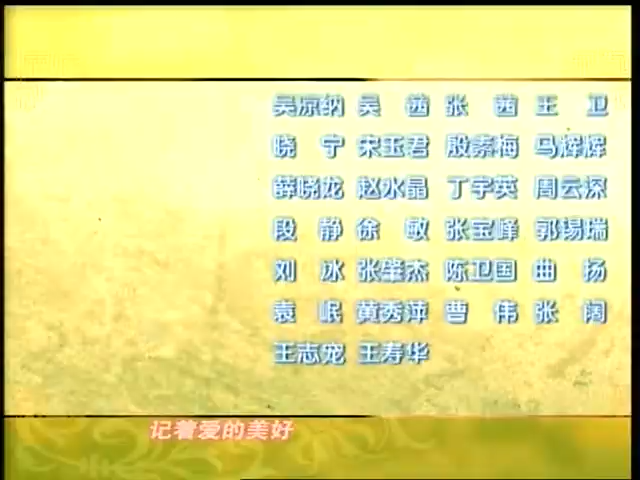 吴凉纳 吴茜 张茜 王卫
晓宁 宋玉君 殷素梅 马辉辉
薛晓龙 赵水晶 丁宇英 周云深
段静 徐敏 张宝峰 郭锡瑞
刘冰 张肇杰 陈卫国 曲扬
袁岷 黄秀萍 曹伟 张阔
王志宠 王寿华
记着爱的美好